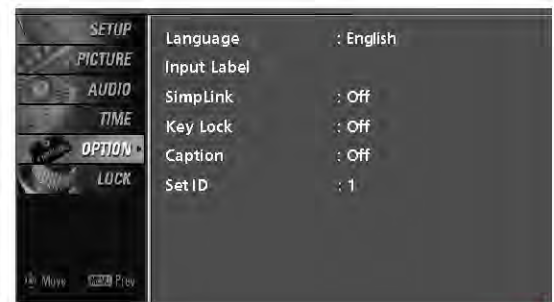 SETUP
PICTURE
AUDIO
TIME
OPTION
LOCK
Move MENU Prev
Language : English
Input Label
SimpLink : Off
Key Lock : Off
Caption : Off
Set ID : 1